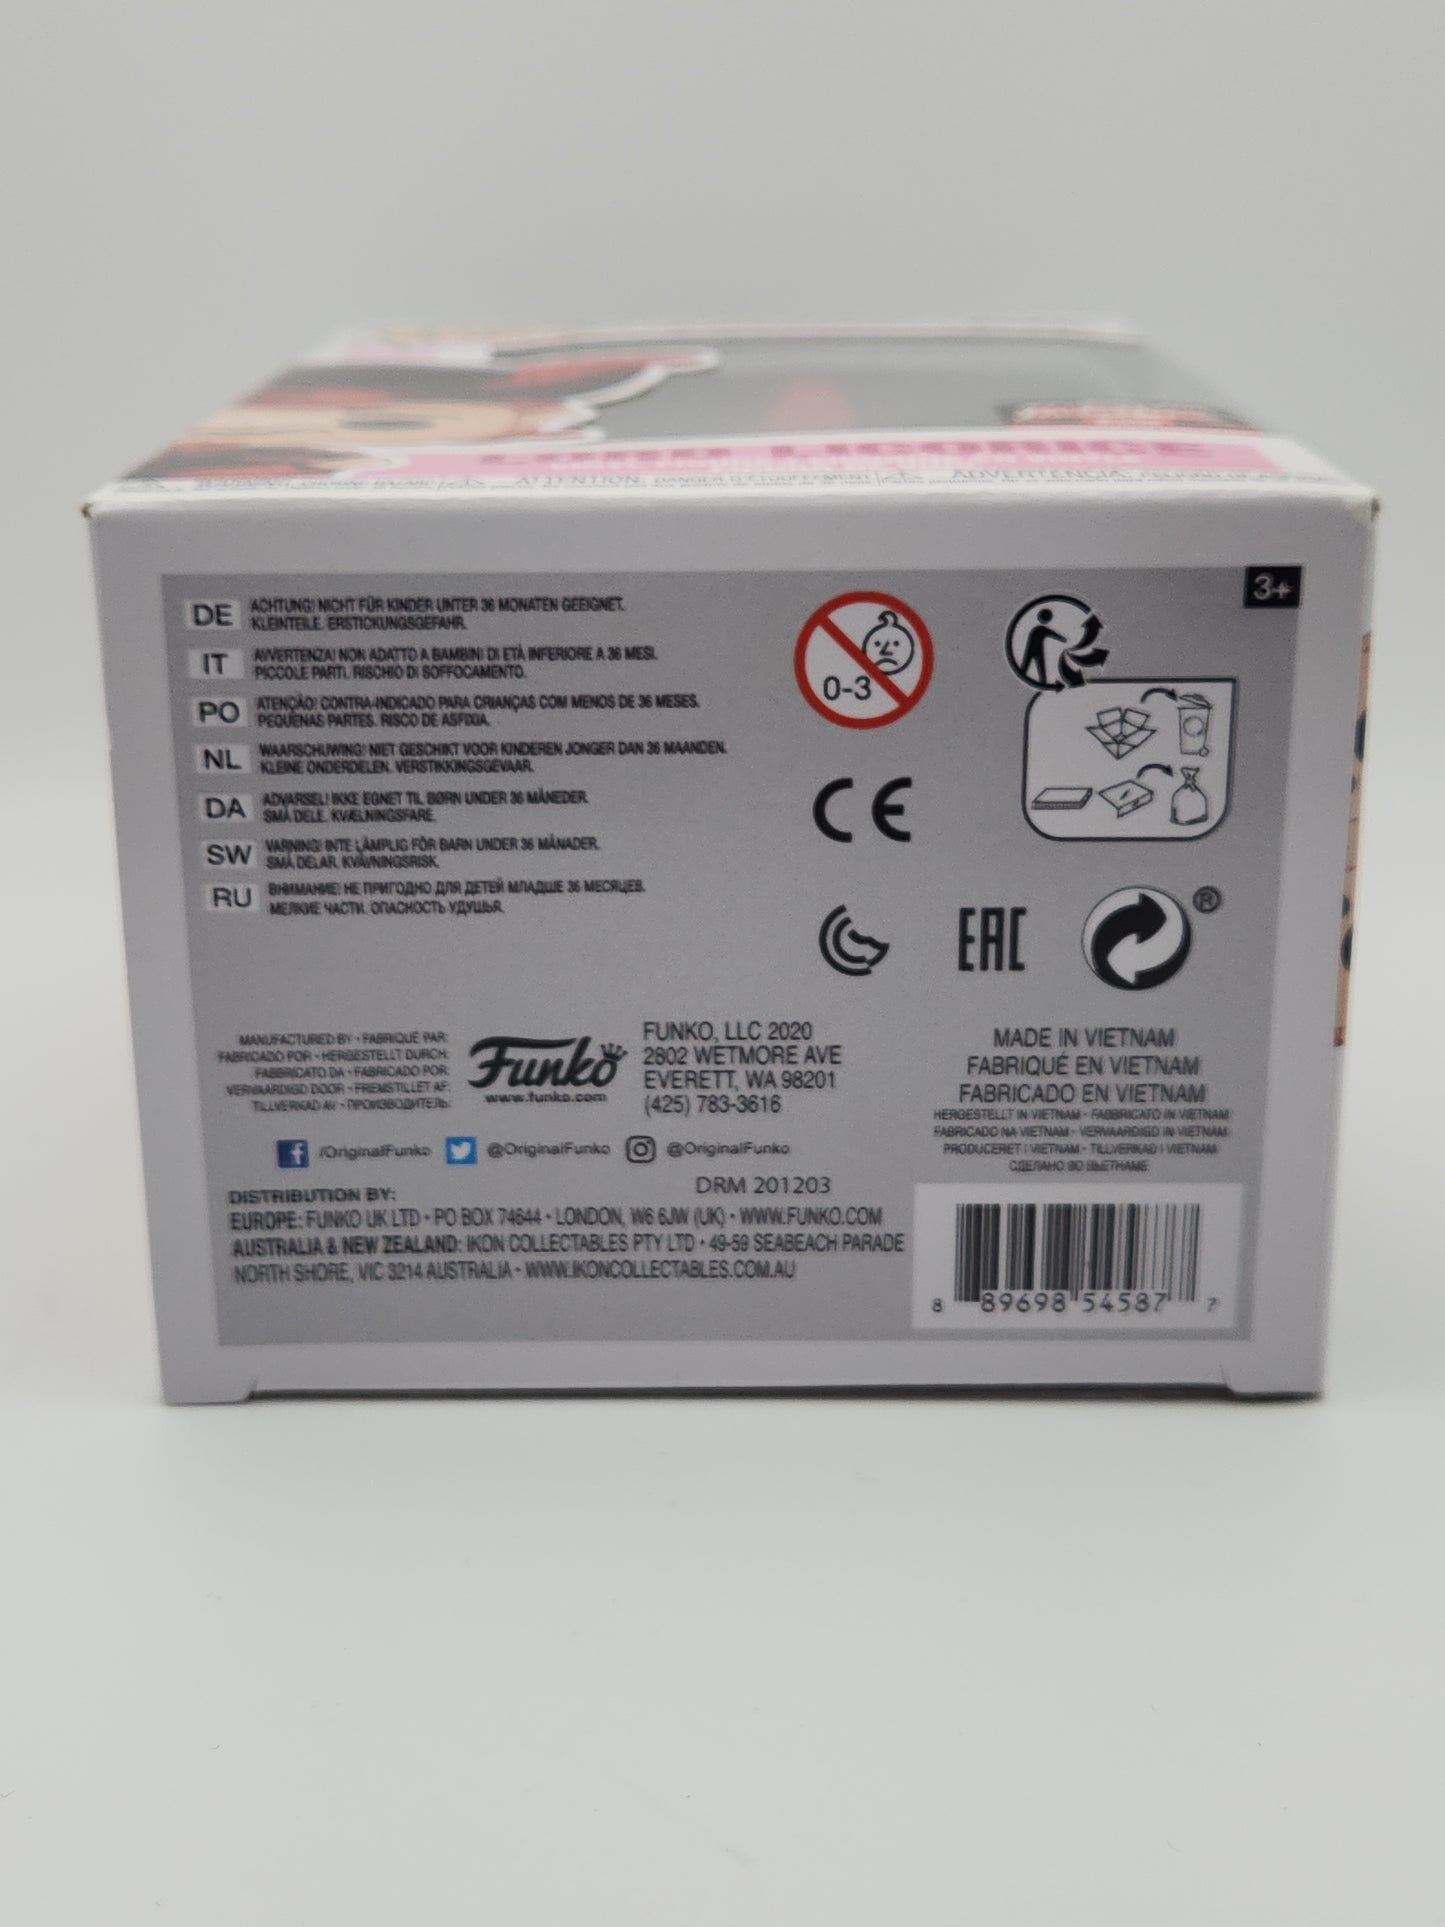 LORD LICORICE
ATTENTION: DANGER D'ÉTOUFFEMENT
ADVERTENCIA:
3+
DE ACHTUNG! NICHT FÜR KINDER UNTER 36 MONATEN GEEIGNET.
KLEINTEILE. ERSTICKUNGSGEFAHR.
IT AVVERTENZA! NON ADATTO A BAMBINI DI ETÀ INFERIORE A 36 MESI.
PICCOLE PARTI. RISCHIO DI SOFFOCAMENTO.
PO ATENÇÃO! CONTRA-INDICADO PARA CRIANÇAS COM MENOS DE 36 MESES.
PEQUENAS PARTES. RISCO DE ASFIXIA.
NL WAARSCHUWING! NIET GESCHIKT VOOR KINDEREN JONGER DAN 36 MAANDEN.
KLEINE ONDERDELEN. VERSTIKKINGSGEVAAR.
DA ADVARSEL! IKKE EGNET TIL BØRN UNDER 36 MÅNEDER.
SMÅ DELE. KVÆLNINGSFARE.
SW VARNING! INTE LÄMPLIG FÖR BARN UNDER 36 MÅNADER.
SMÅ DELAR. KVÄVNINGSRISK.
RU ВНИМАНИЕ! НЕ ПРИГОДНО ДЛЯ ДЕТЕЙ МЛАДШЕ 36 МЕСЯЦЕВ.
МЕЛКИЕ ЧАСТИ. ОПАСНОСТЬ УДУШЬЯ.
0-3
CE
EAC
®
MANUFACTURED BY • FABRIQUÉ PAR:
FABRICADO POR • HERGESTELLT DURCH:
FABBRICATO DA • FABRICADO POR:
VERVAARDIGD DOOR • FREMSTILLET AF:
TILLVERKAD AV • ПРОИЗВОДИТЕЛЬ:
Funko
www.funko.com
FUNKO, LLC 2020
2802 WETMORE AVE
EVERETT, WA 98201
(425) 783-3616
MADE IN VIETNAM
FABRIQUÉ EN VIETNAM
FABRICADO EN VIETNAM
HERGESTELLT IN VIETNAM • FABBRICATO IN VIETNAM
FABRICADO NA VIETNAM • VERVAARDIGD IN VIETNAM
PRODUCERET I VIETNAM • TILLVERKAD I VIETNAM
СДЕЛАНО ВО ВЬЕТНАМЕ
/OriginalFunko @OriginalFunko @OriginalFunko
DRM 201203
DISTRIBUTION BY:
EUROPE: FUNKO UK LTD • PO BOX 74644 • LONDON, W6 6JW (UK) • WWW.FUNKO.COM
AUSTRALIA & NEW ZEALAND: IKON COLLECTABLES PTY LTD • 49-59 SEABEACH PARADE
NORTH SHORE, VIC 3214 AUSTRALIA • WWW.IKONCOLLECTABLES.COM.AU
8 89698 54587 7